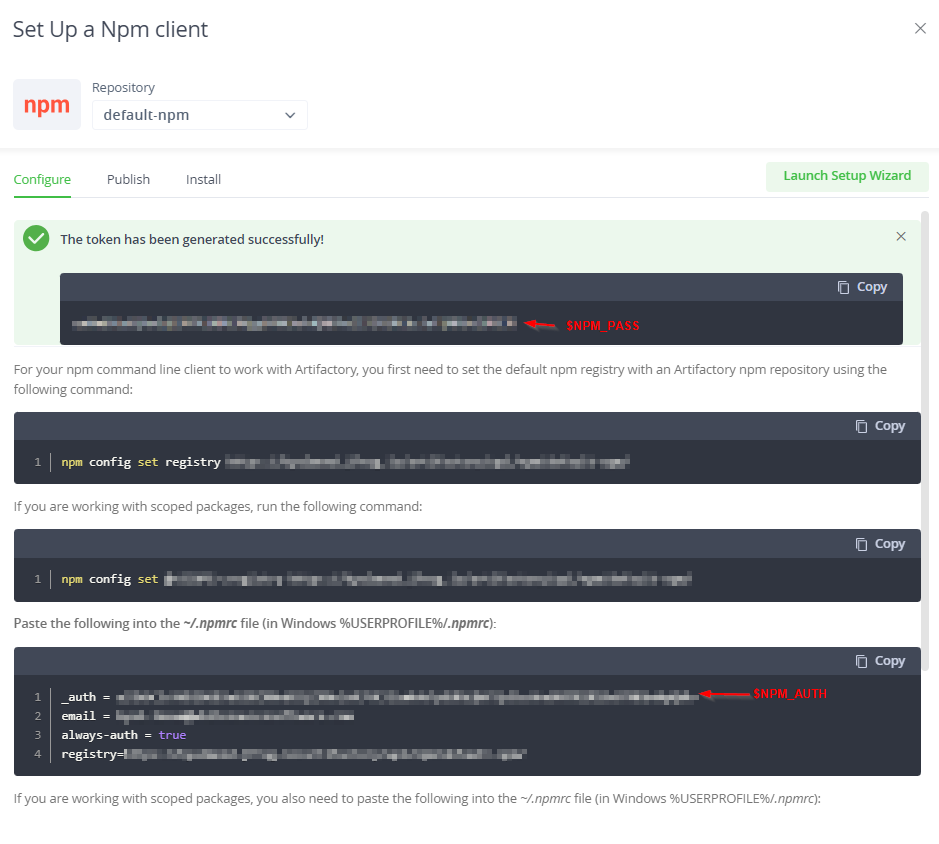 Set Up a Npm client
npm
Repository
default-npm
Configure Publish Install Launch Setup Wizard
The token has been generated successfully!
Copy
$NPM_PASS
For your npm command line client to work with Artifactory, you first need to set the default npm registry with an Artifactory npm repository using the
following command:
Copy
1 npm config set registry
If you are working with scoped packages, run the following command:
Copy
1 npm config set
Paste the following into the ~/.npmrc file (in Windows %USERPROFILE%/.npmrc):
Copy
1 _auth = $NPM_AUTH
2 email =
3 always-auth = true
4 registry=
If you are working with scoped packages, you also need to paste the following into the ~/.npmrc file (in Windows %USERPROFILE%/.npmrc):